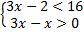 3x − 2 < 16
3x − x > 0